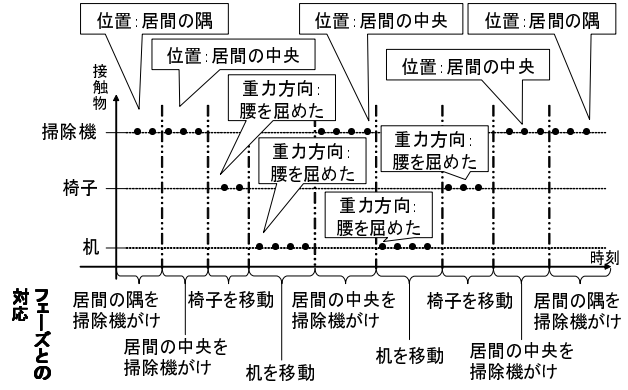 位置:居間の隅
位置:居間の中央
位置:居間の隅
位置:居間の中央
位置:居間の中央
接触物
重力方向:
腰を屈めた
掃除機
重力方向:
腰を屈めた
重力方向:
腰を屈めた
椅子
重力方向:
腰を屈めた
机
時刻
フェーズとの
対応
居間の隅を
掃除機がけ
椅子を移動
居間の中央を
掃除機がけ
椅子を移動
居間の隅を
掃除機がけ
居間の中央を
掃除機がけ
机を移動
机を移動
居間の中央を
掃除機がけ